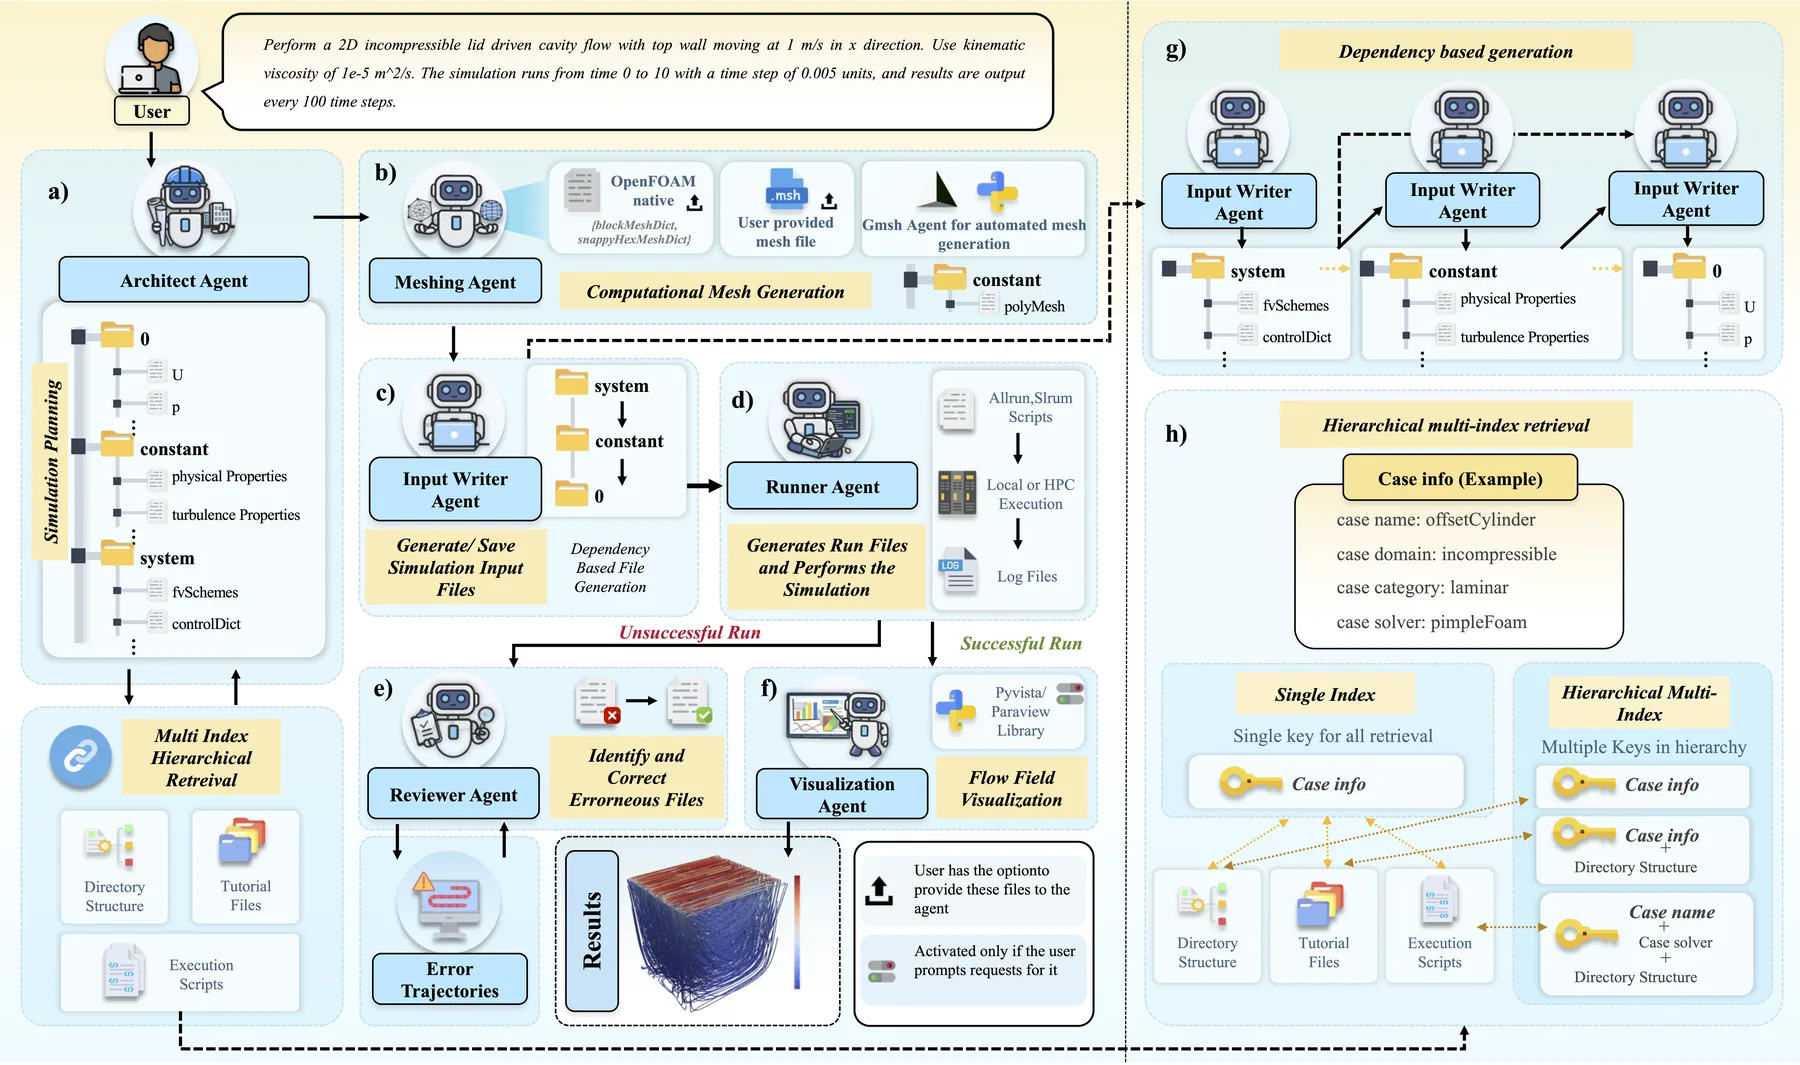 Perform a 2D incompressible lid driven cavity flow with top wall moving at 1 m/s in x direction. Use kinematic
viscosity of 1e-5 m^2/s. The simulation runs from time 0 to 10 with a time step of 0.005 units, and results are output
every 100 time steps.
User
a)
Architect Agent
Simulation Planning
0
U
p
constant
physical Properties
turbulence Properties
system
fvSchemes
controlDict
Multi Index
Hierarchical
Retreival
Directory
Structure
Tutorial
Files
Execution
Scripts
b)
Meshing Agent
OpenFOAM
native
{blockMeshDict,
snappyHexMeshDict}
.msh
User provided
mesh file
Gmsh Agent for automated mesh
generation
Computational Mesh Generation
constant
polyMesh
c)
Input Writer
Agent
system
constant
0
Generate/ Save
Simulation Input
Files
Dependency
Based File
Generation
d)
Runner Agent
Generates Run Files
and Performs the
Simulation
Allrun,Slrum
Scripts
Local or HPC
Execution
LOG
Log Files
Unsuccessful Run
Successful Run
e)
Reviewer Agent
Identify and
Correct
Errorneous Files
Error
Trajectories
f)
Visualization
Agent
Pyvista/
Paraview
Library
Flow Field
Visualization
Results
User has the optionto
provide these files to the
agent
Activated only if the user
prompts requests for it
g)
Dependency based generation
Input Writer
Agent
Input Writer
Agent
Input Writer
Agent
system
fvSchemes
controlDict
constant
physical Properties
turbulence Properties
0
U
p
h)
Hierarchical multi-index retrieval
Case info (Example)
case name: offsetCylinder
case domain: incompressible
case category: laminar
case solver: pimpleFoam
Single Index
Single key for all retrieval
Case info
Directory
Structure
Tutorial
Files
Execution
Scripts
Hierarchical Multi-
Index
Multiple Keys in hierarchy
Case info
Case info
+
Directory Structure
Case name
+
Case solver
+
Directory Structure